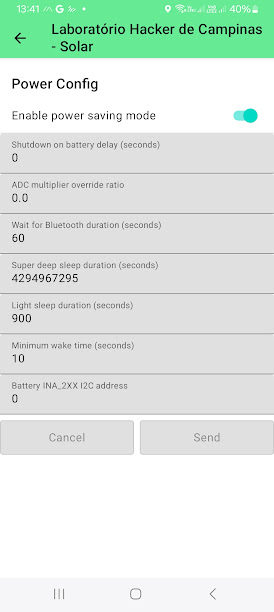 13:41
40%
Laboratório Hacker de Campinas
- Solar
Power Config
Enable power saving mode
Shutdown on battery delay (seconds)
0
ADC multiplier override ratio
0.0
Wait for Bluetooth duration (seconds)
60
Super deep sleep duration (seconds)
4294967295
Light sleep duration (seconds)
900
Minimum wake time (seconds)
10
Battery INA_2XX I2C address
0
Cancel
Send